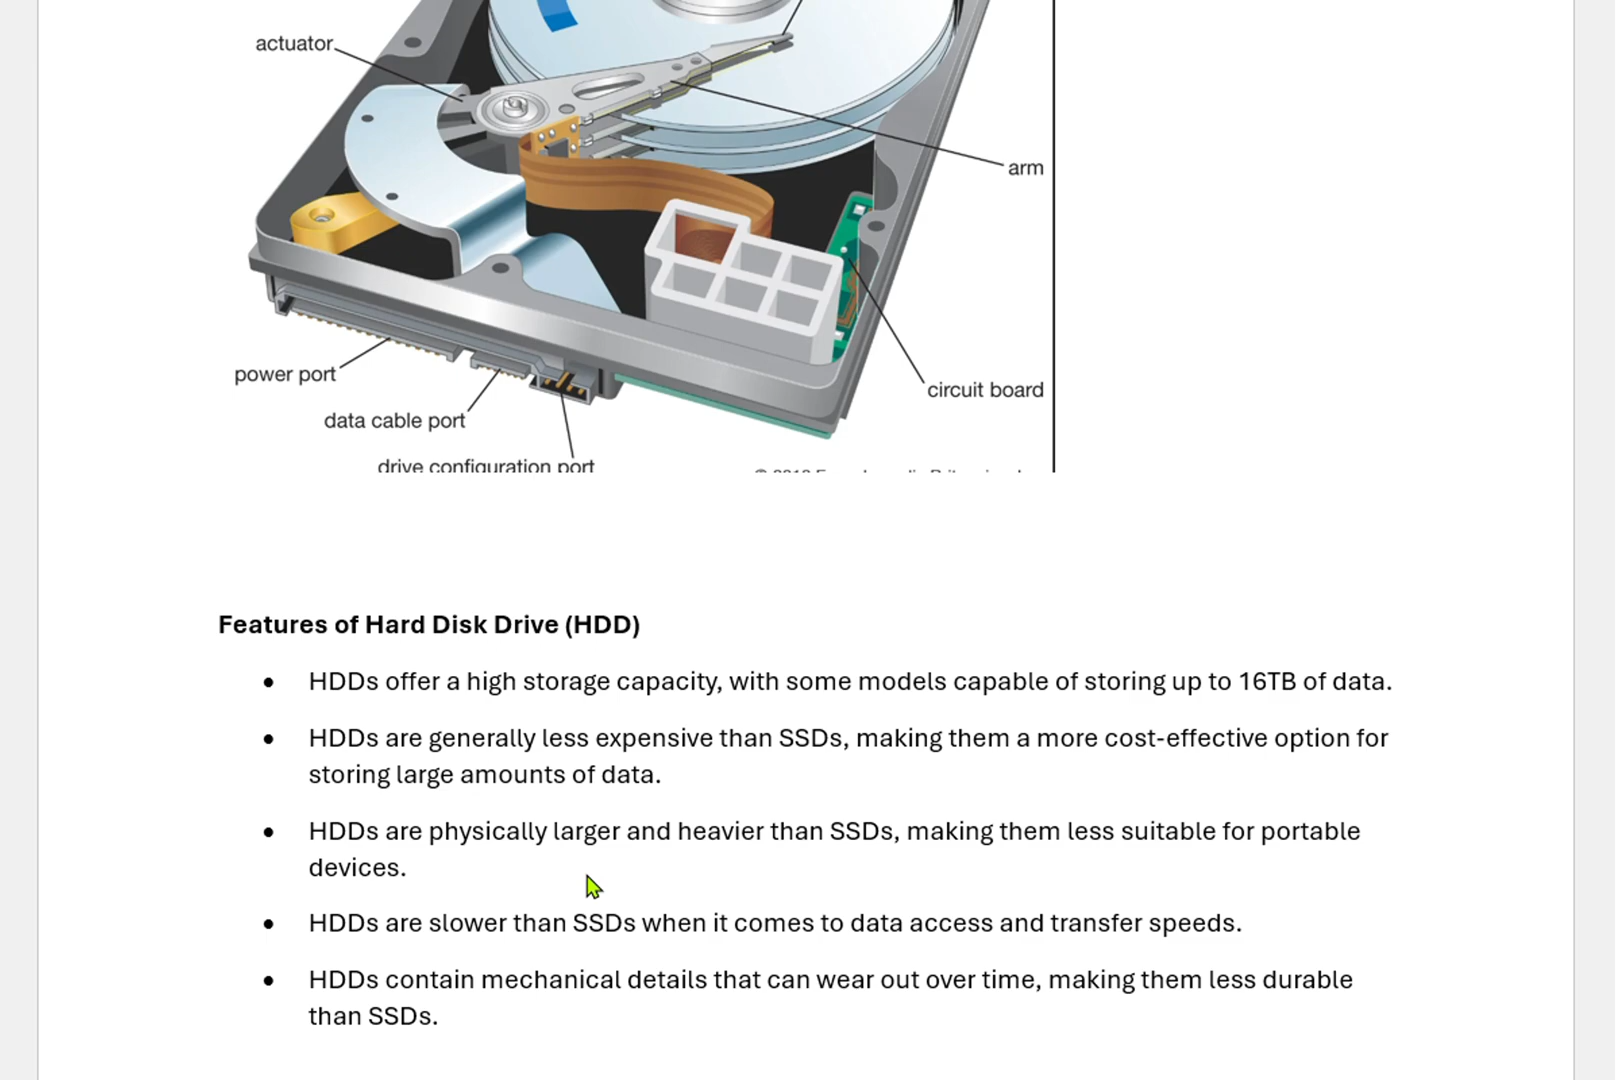 actuator
arm
power port
circuit board
data cable port
drive configuration port
Features of Hard Disk Drive (HDD)
• HDDs offer a high storage capacity, with some models capable of storing up to 16TB of data.
• HDDs are generally less expensive than SSDs, making them a more cost-effective option for
storing large amounts of data.
• HDDs are physically larger and heavier than SSDs, making them less suitable for portable
devices.
• HDDs are slower than SSDs when it comes to data access and transfer speeds.
• HDDs contain mechanical details that can wear out over time, making them less durable
than SSDs.